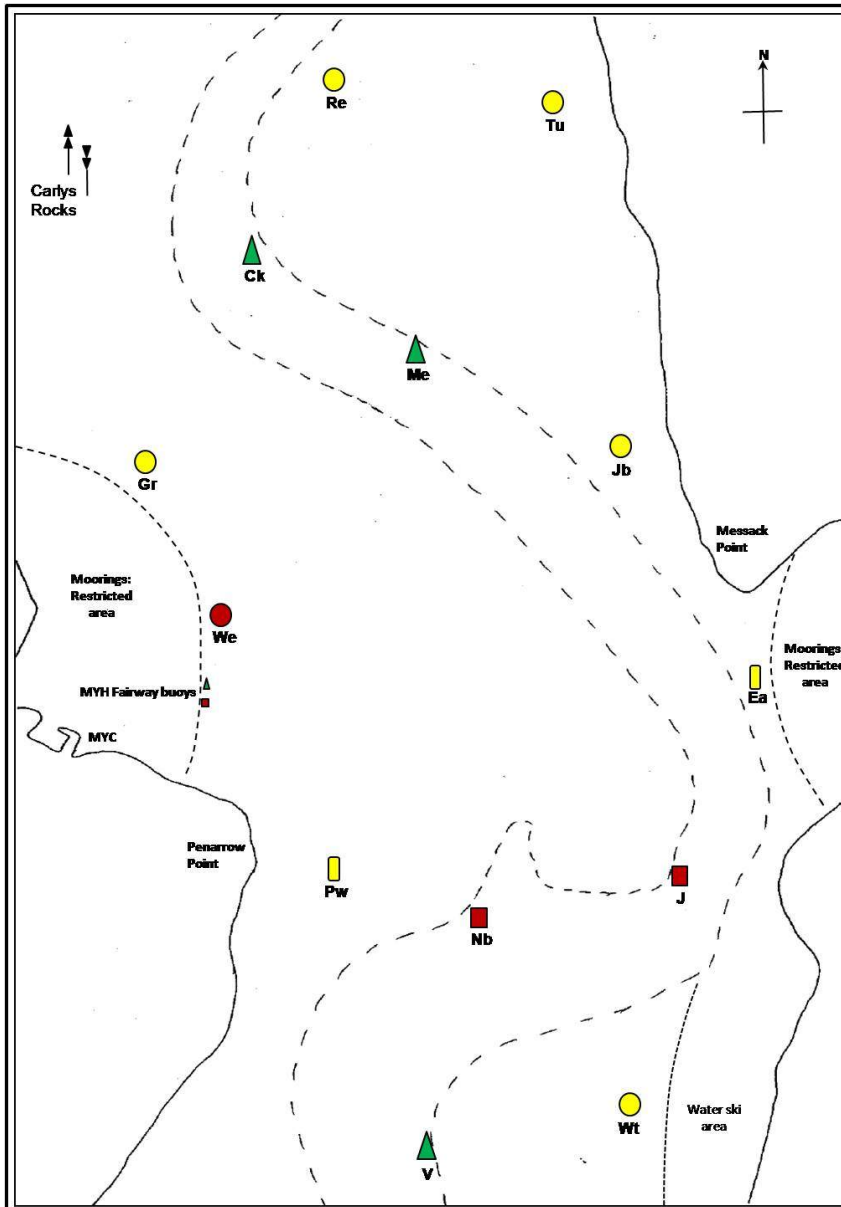 N
Re
Tu
Carlys
Rocks
Ck
Me
Jb
Gr
Messack
Point
Moorings:
Restricted
area
We
Moorings
Restricted
area
MYH Fairway buoys
Ea
MYC
Penarrow
Point
Pw
J
Nb
Water ski
area
Wt
V